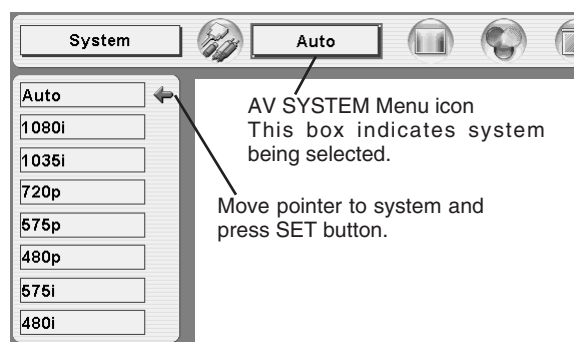 System
Auto
Auto
1080i
1035i
720p
575p
480p
575i
480i
AV SYSTEM Menu icon
This box indicates system
being selected.
Move pointer to system and
press SET button.